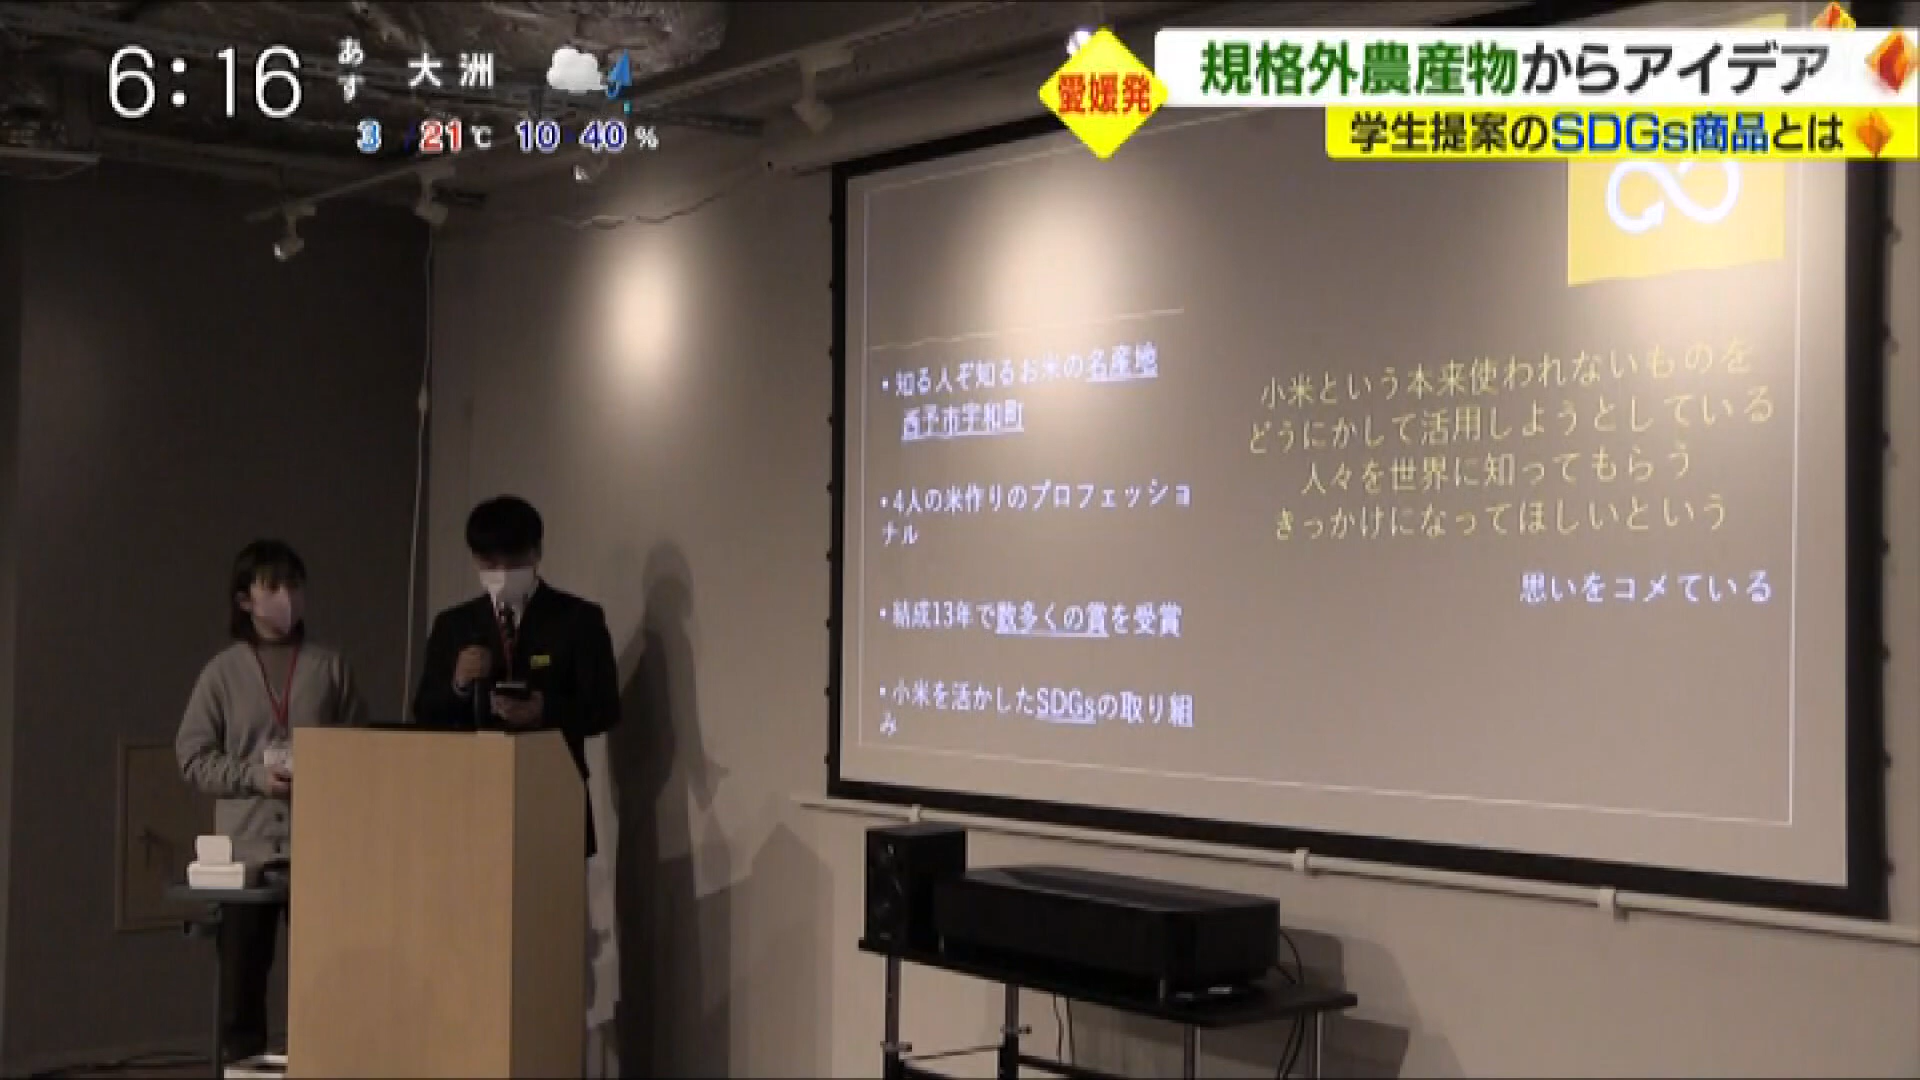 6:16
あす
大洲
3/21℃ 10-40%
愛媛発
規格外農産物からアイデア
学生提案のSDGs商品とは
・知る人ぞ知るお米の名産地
西予市宇和町
・4人の米作りのプロフェッショ
ナル
・結成13年で数多くの賞を受賞
・小米を活かしたSDGsの取り組
み
小米という本来使われないものを
どうにかして活用しようとしている
人々を世界に知ってもらう
きっかけになってほしいという
思いをコメている